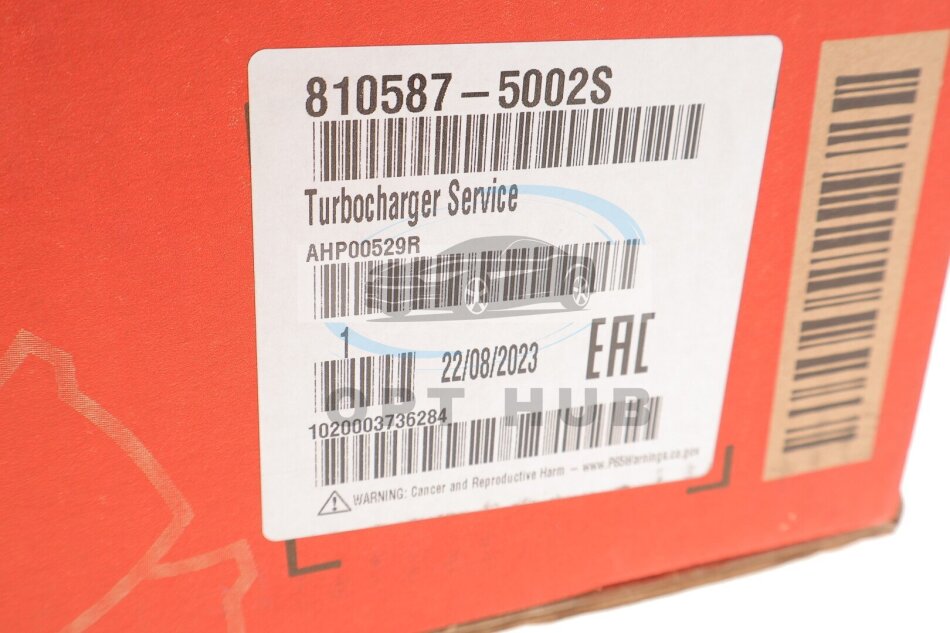 810587-5002S
Turbocharger Service
AHP00529R
1
22/08/2023
EAC
OPT HUB
1020003736284
WARNING: Cancer and Reproductive Harm - www.P65Warnings.ca.gov